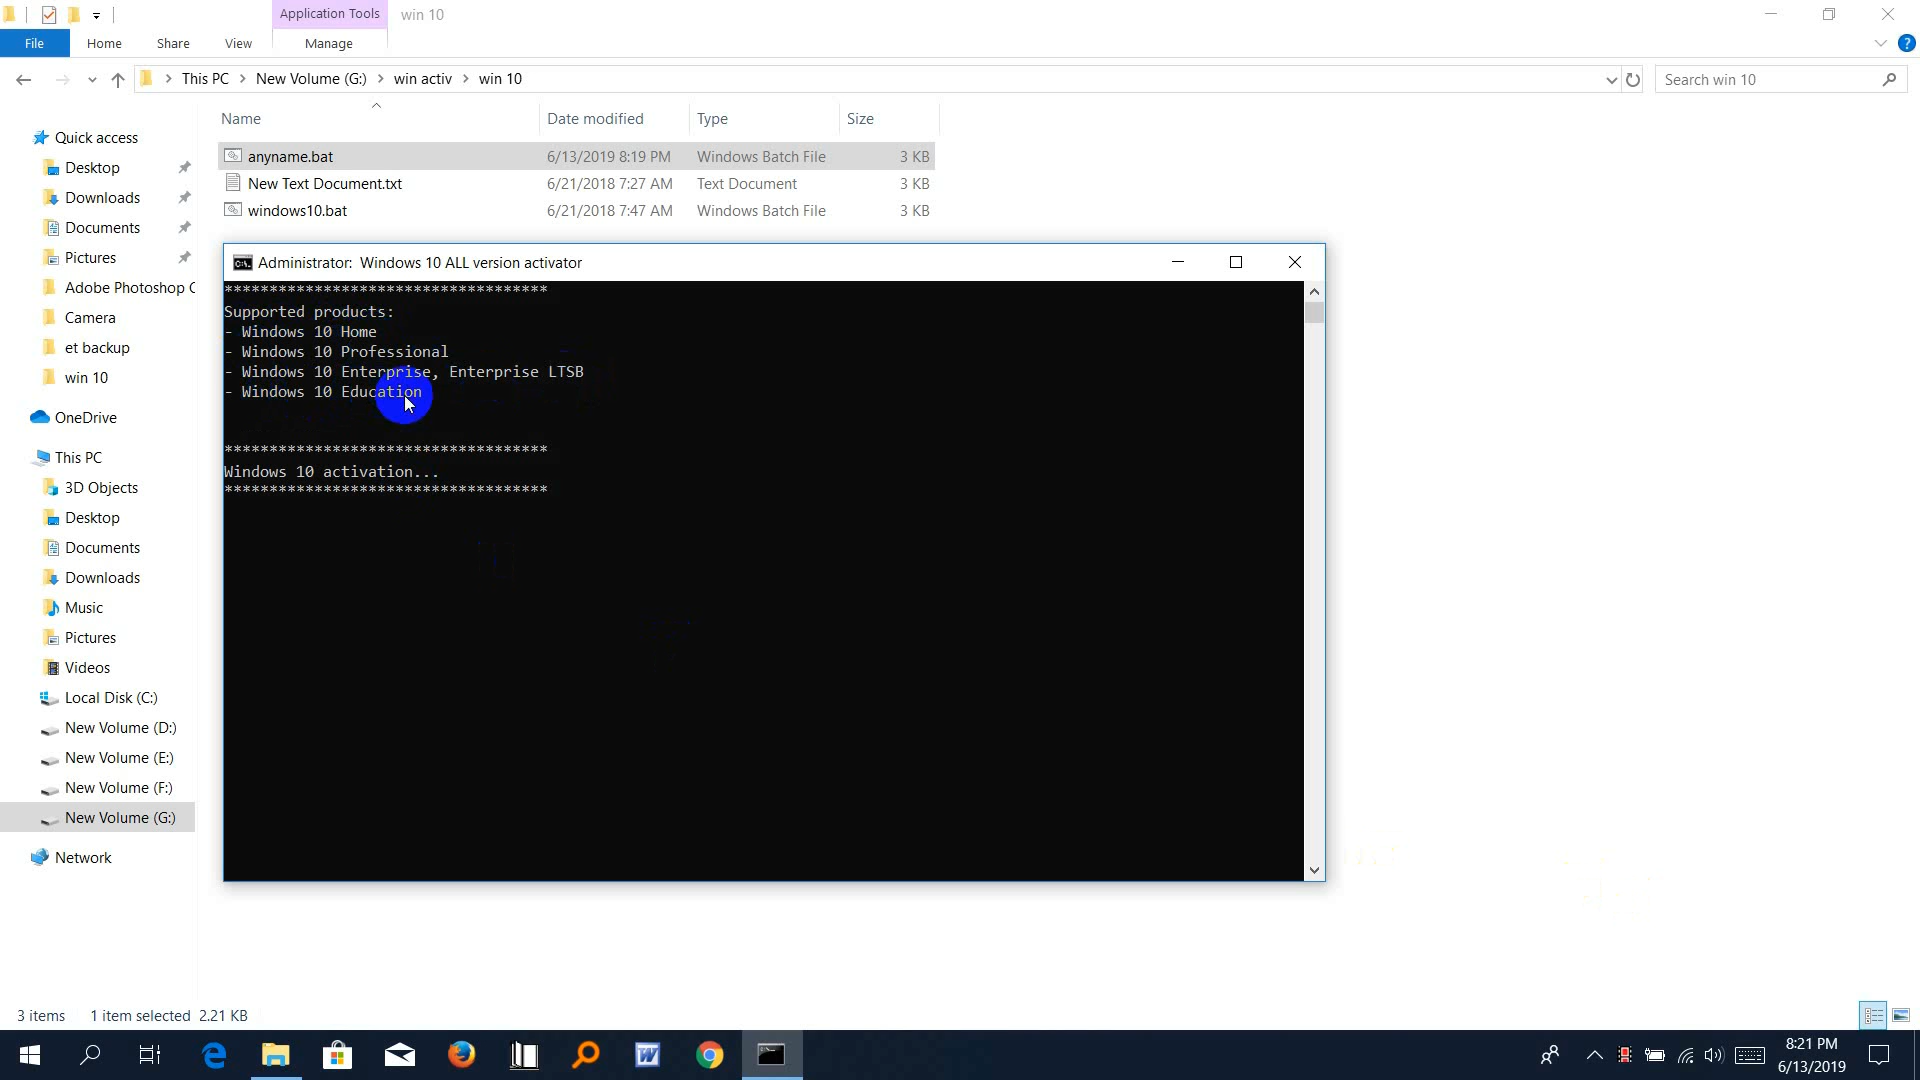 Application Tools
win 10
File
Home
Share
View
Manage
This PC > New Volume (G:) > win activ > win 10
Search win 10
Name
Date modified
Type
Size
anyname.bat 6/13/2019 8:19 PM Windows Batch File 3 KB
New Text Document.txt 6/21/2018 7:27 AM Text Document 3 KB
windows10.bat 6/21/2018 7:47 AM Windows Batch File 3 KB
Quick access
Desktop
Downloads
Documents
Pictures
Adobe Photoshop C
Camera
et backup
win 10
OneDrive
This PC
3D Objects
Desktop
Documents
Downloads
Music
Pictures
Videos
Local Disk (C:)
New Volume (D:)
New Volume (E:)
New Volume (F:)
New Volume (G:)
Network
Administrator: Windows 10 ALL version activator
************************************
Supported products:
- Windows 10 Home
- Windows 10 Professional
- Windows 10 Enterprise, Enterprise LTSB
- Windows 10 Education
************************************
Windows 10 activation...
************************************
3 items
1 item selected 2.21 KB
8:21 PM
6/13/2019